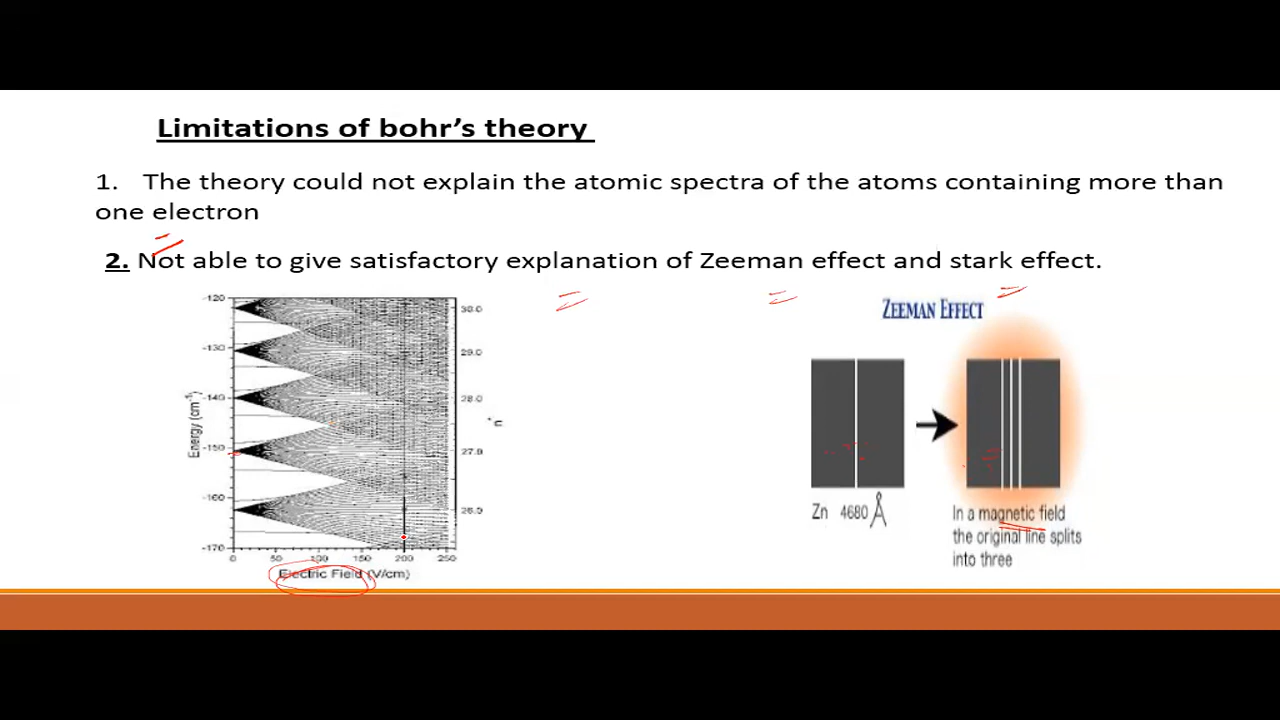 Limitations of bohr's theory
1. The theory could not explain the atomic spectra of the atoms containing more than
one electron
2. Not able to give satisfactory explanation of Zeeman effect and stark effect.
-120
-130
-140
-150
-160
-170
Energy (cm⁻¹)
30.0
29.0
28.0
27.0
26.0
n*
0 50 100 150 200 250
Electric Field (V/cm)
ZEEMAN EFFECT
Zn 4680 Å
In a magnetic field
the original line splits
into three